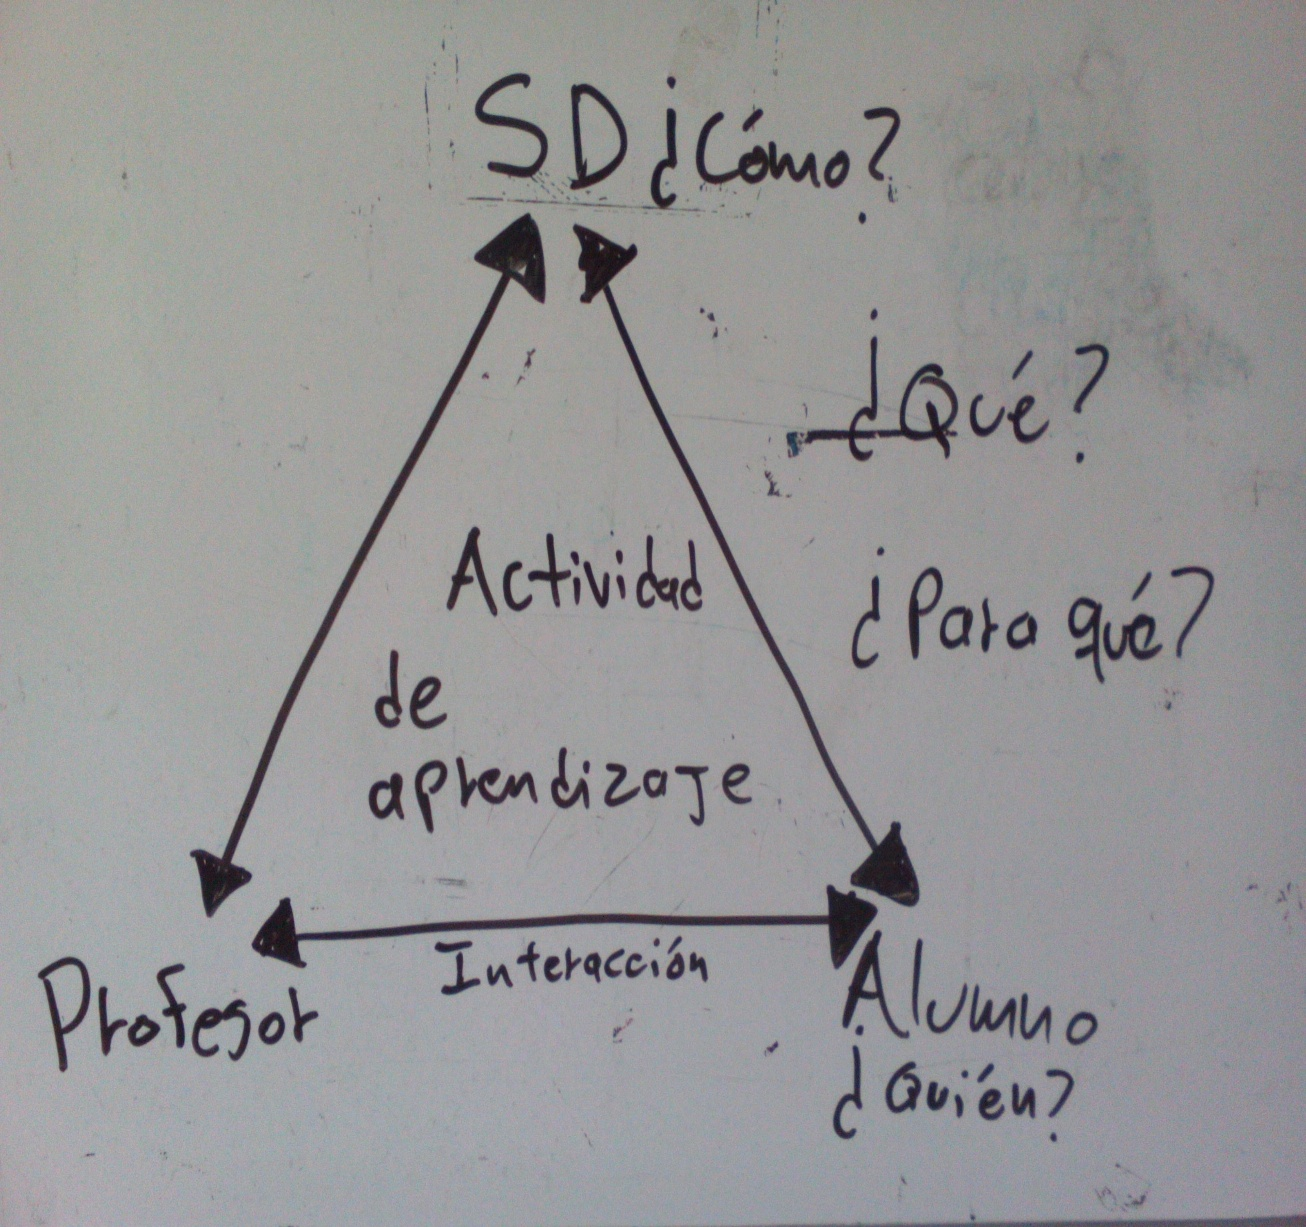 SD ¿Cómo?
¿Qué?
Actividad
¿Para qué?
de
aprendizaje
Interacción
Profesor
Alumno
¿Quién?